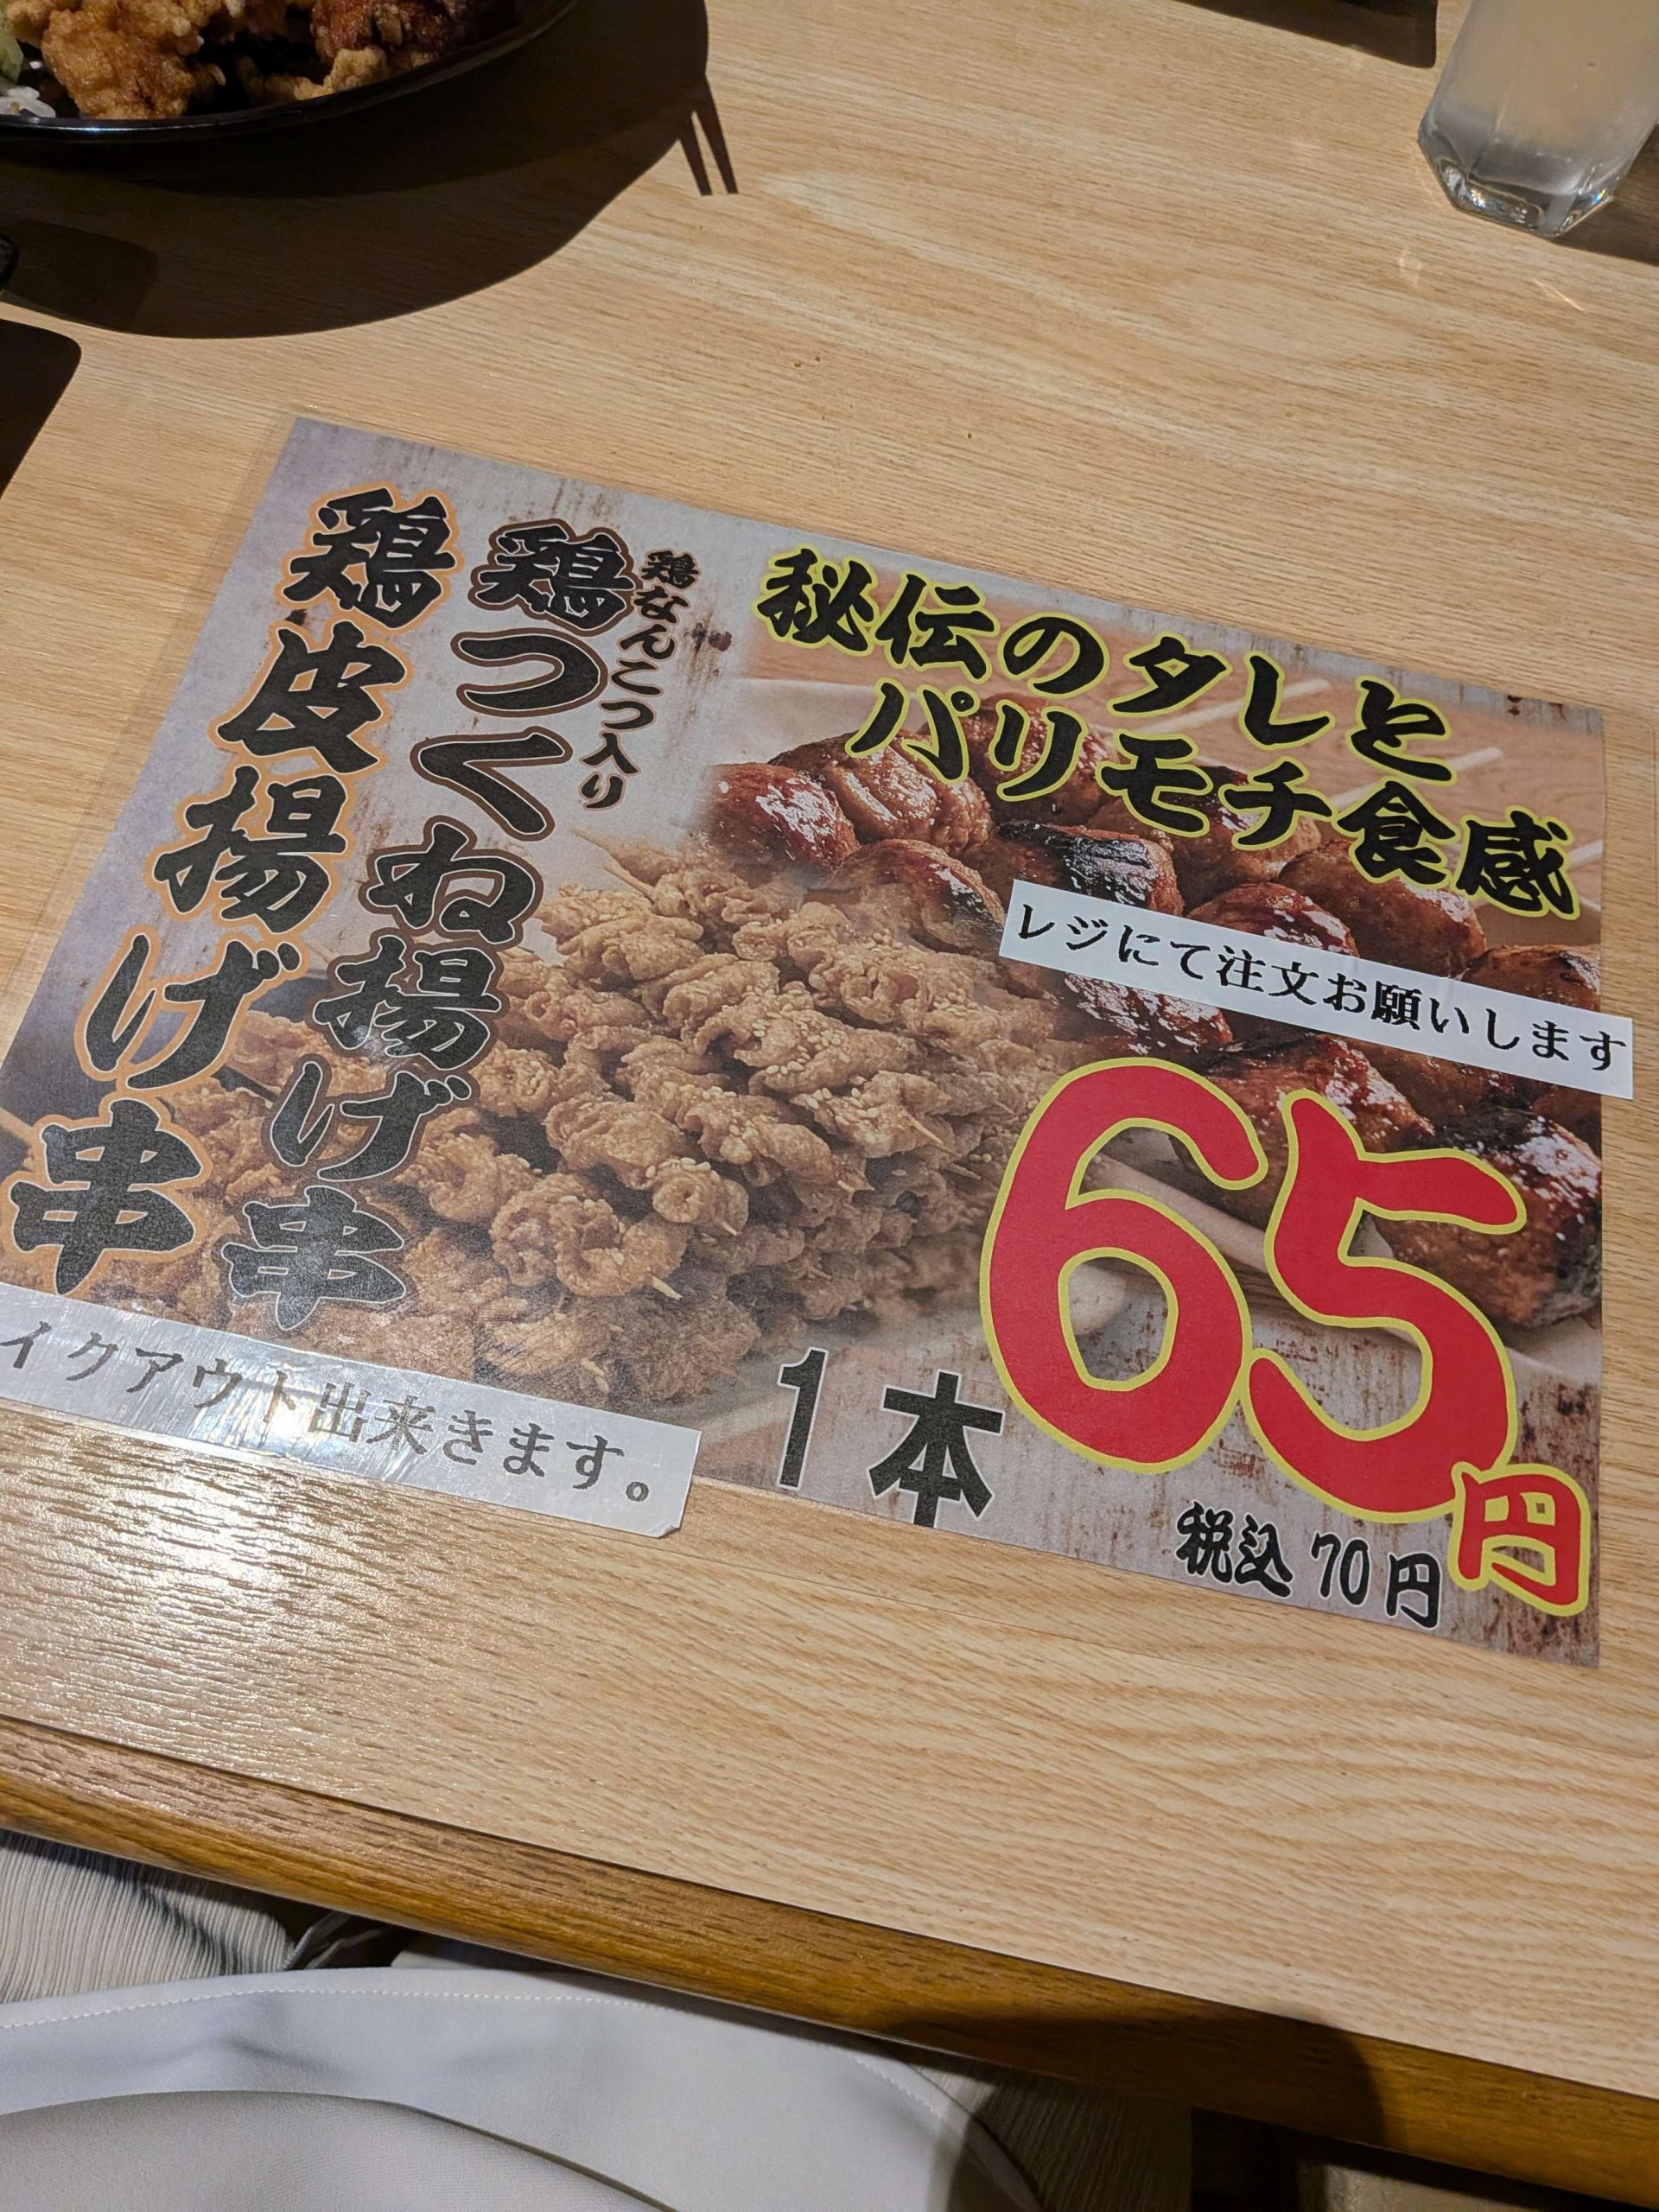 秘伝のタレと
パリモチ食感
鶏なんこつ入り
鶏つくね揚げ串
鶏皮揚げ串
レジにて注文お願いします
1本
65円
税込70円
イクアウト出来きます。